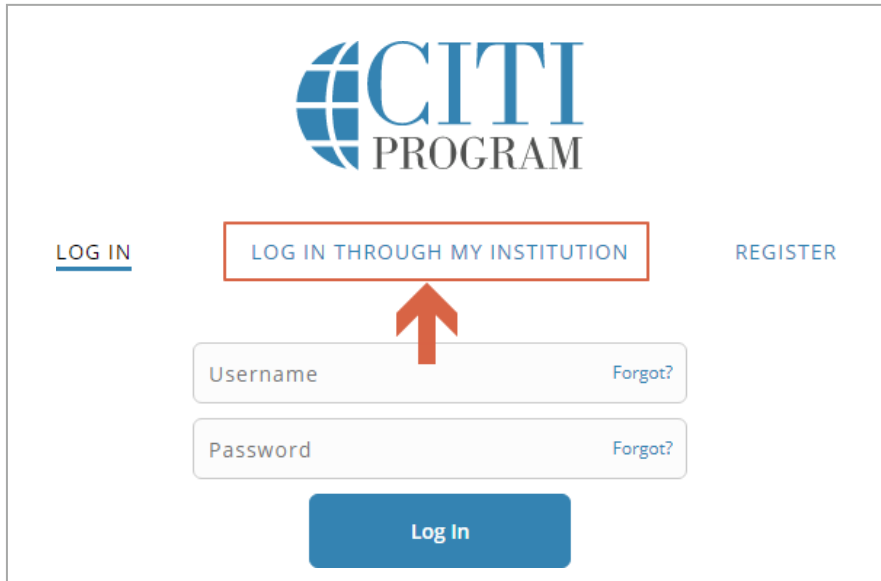 CITI
PROGRAM
LOG IN LOG IN THROUGH MY INSTITUTION REGISTER
Username Forgot?
Password Forgot?
Log In